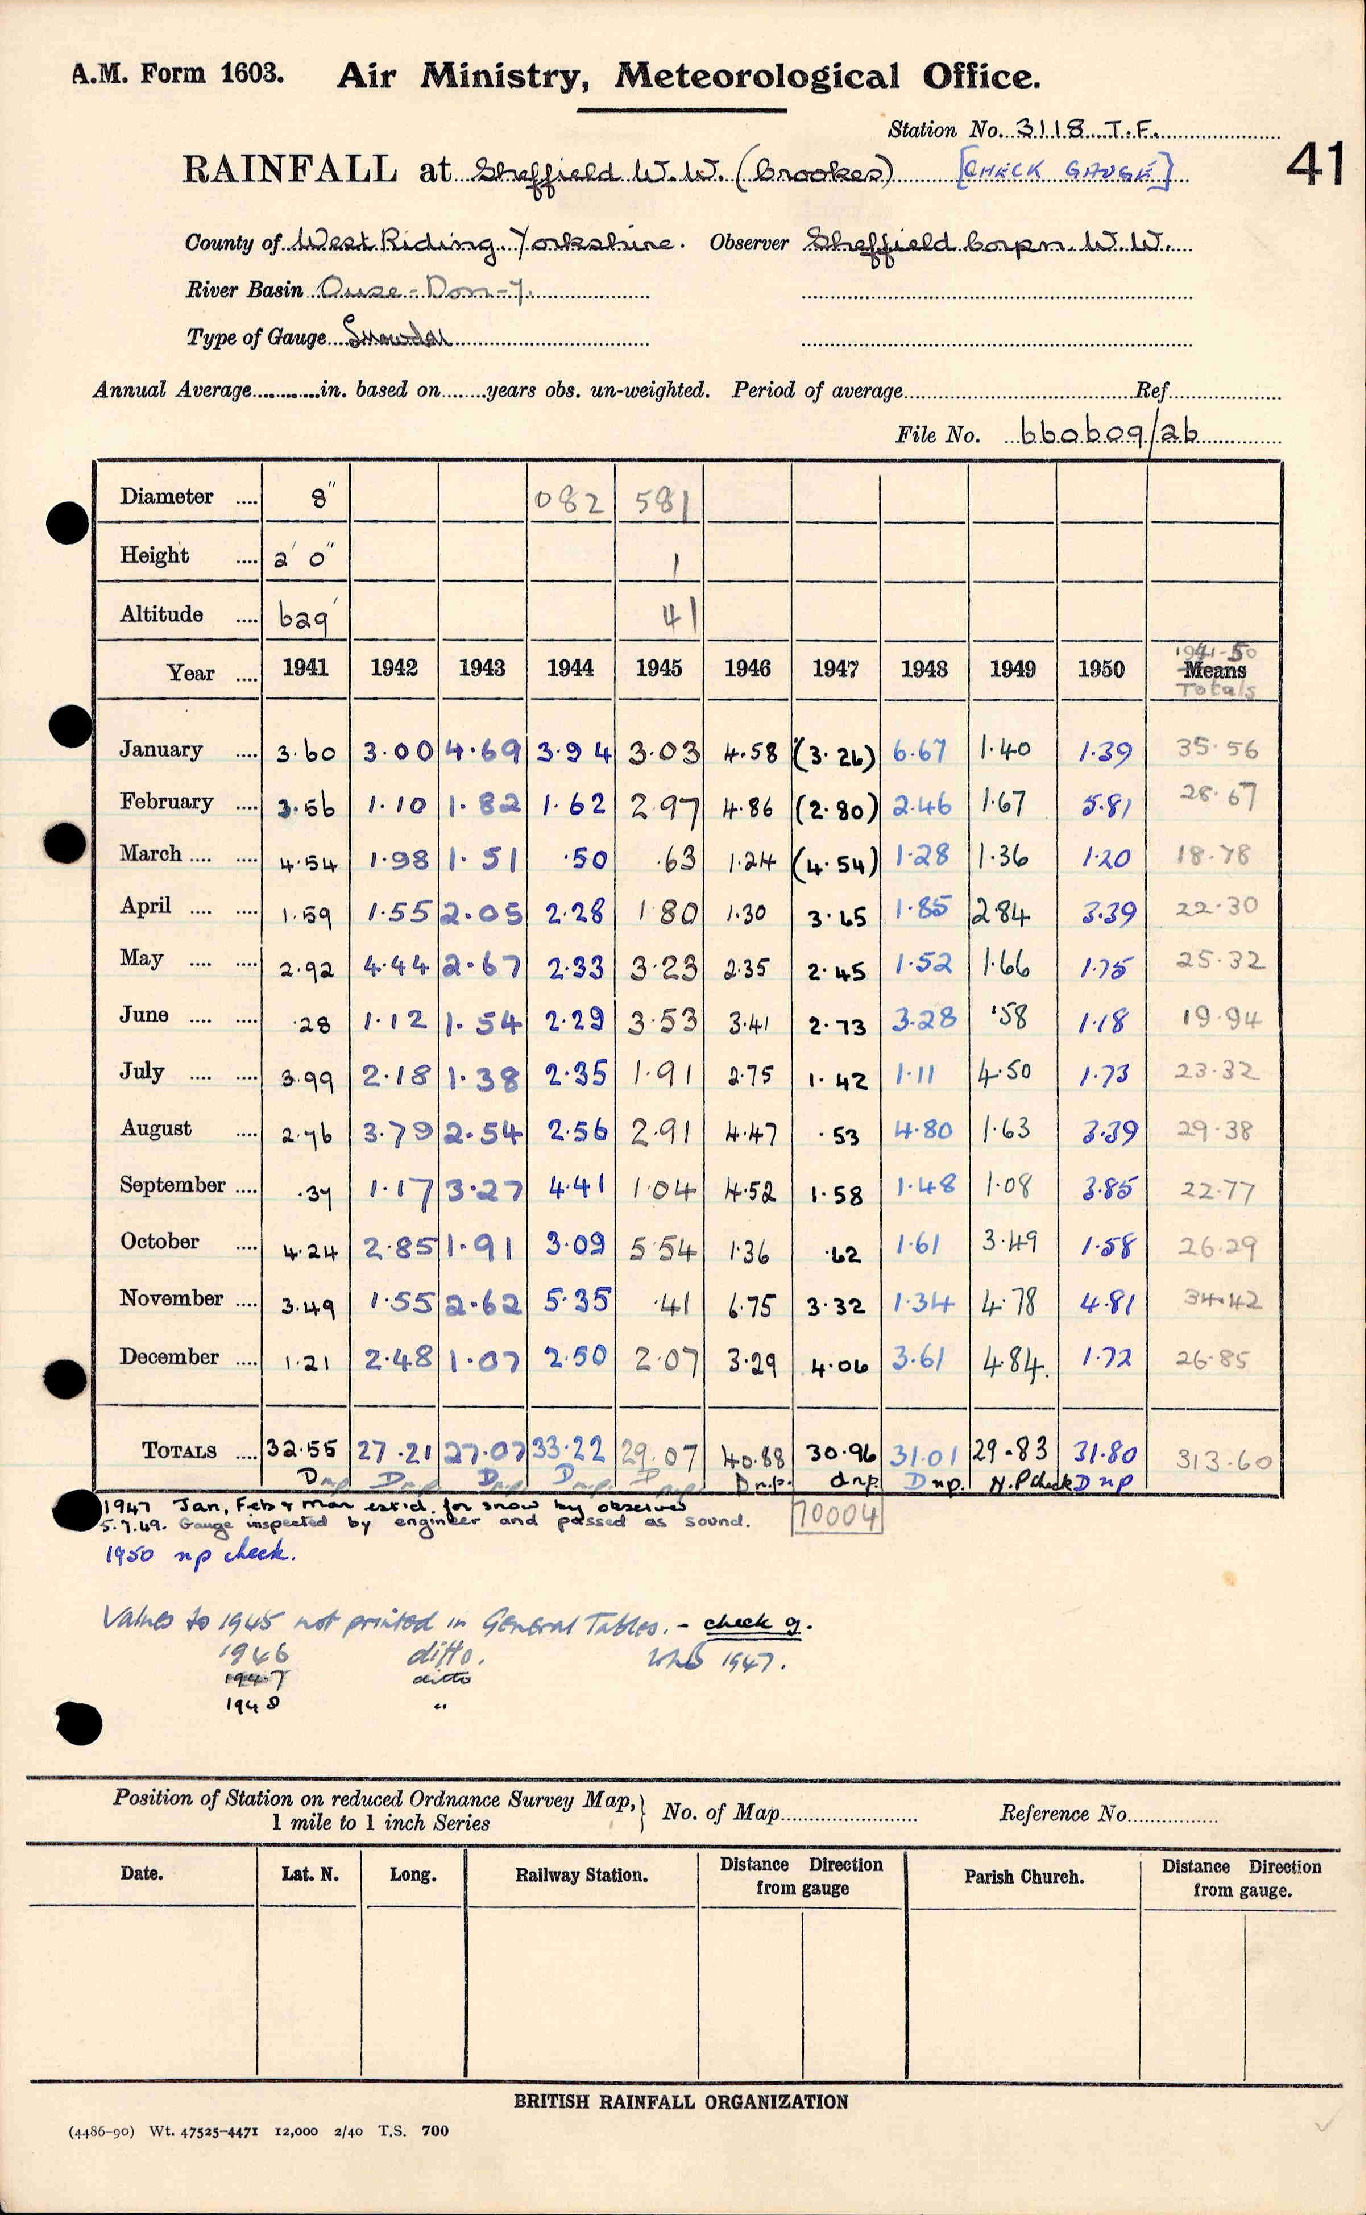 A.M. Form 1603. Air Ministry, Meteorological Office.
Station No. 3118 T.F.
41
RAINFALL at Sheffield W.W. (Crookes) [CHECK GAUGE]
County of West Riding Yorkshire. Observer Sheffield Corpn W.W.
River Basin Ouse-Don-7.
Type of Gauge Snowdon
Annual Average in. based on years obs. un-weighted. Period of average Ref
File No. 660609/26
Diameter 8" 082 581
Height 2' 0" 1
Altitude 629' 41
Year 1941 1942 1943 1944 1945 1946 1947 1948 1949 1950 1941-50 Means Totals
January 3.60 3.00 4.69 3.94 3.03 4.58 (3.26) 6.67 1.40 1.39 35.56
February 3.56 1.10 1.82 1.62 2.97 4.86 (2.80) 2.46 1.67 5.81 28.67
March 4.54 1.98 1.51 .50 .63 1.24 (4.54) 1.28 1.36 1.20 18.78
April 1.59 1.55 2.05 2.28 1.80 1.30 3.65 1.85 2.84 3.39 22.30
May 2.92 4.44 2.67 2.33 3.23 2.35 2.45 1.52 1.66 1.75 25.32
June .28 1.12 1.54 2.29 3.53 3.41 2.73 3.28 .58 1.18 19.94
July 3.99 2.18 1.38 2.35 1.91 2.75 1.42 1.11 4.50 1.73 23.32
August 2.76 3.79 2.54 2.56 2.91 4.47 .53 4.80 1.63 3.39 29.38
September .37 1.17 3.27 4.41 1.04 4.52 1.58 1.48 1.08 3.85 22.77
October 4.24 2.85 1.91 3.09 5.54 1.36 .62 1.61 3.49 1.58 26.29
November 3.49 1.55 2.62 5.35 .41 6.75 3.32 1.34 4.78 4.81 34.42
December 1.21 2.48 1.07 2.50 2.07 3.29 4.06 3.61 4.84 1.72 26.85
TOTALS 32.55 27.21 27.07 33.22 29.07 40.88 30.96 31.01 29.83 31.80 313.60
Dnp Dnp Dnp Dnp Dnp Dn.p. dnp. Dnp. N.P check D np
1947 Jan, Feb & Mar est'd. for snow by observer
5.7.49. Gauge inspected by engineer and passed as sound. 70004
1950 np check.
Values to 1945 not printed in General Tables. - check g.
1946 ditto. 1947.
1947 ditto
1948 "
Position of Station on reduced Ordnance Survey Map, 1 mile to 1 inch Series } No. of Map Reference No.
Date. Lat. N. Long. Railway Station. Distance Direction from gauge Parish Church. Distance Direction from gauge.
BRITISH RAINFALL ORGANIZATION
(4486-90) Wt. 47525-4471 12,000 2/40 T.S. 700